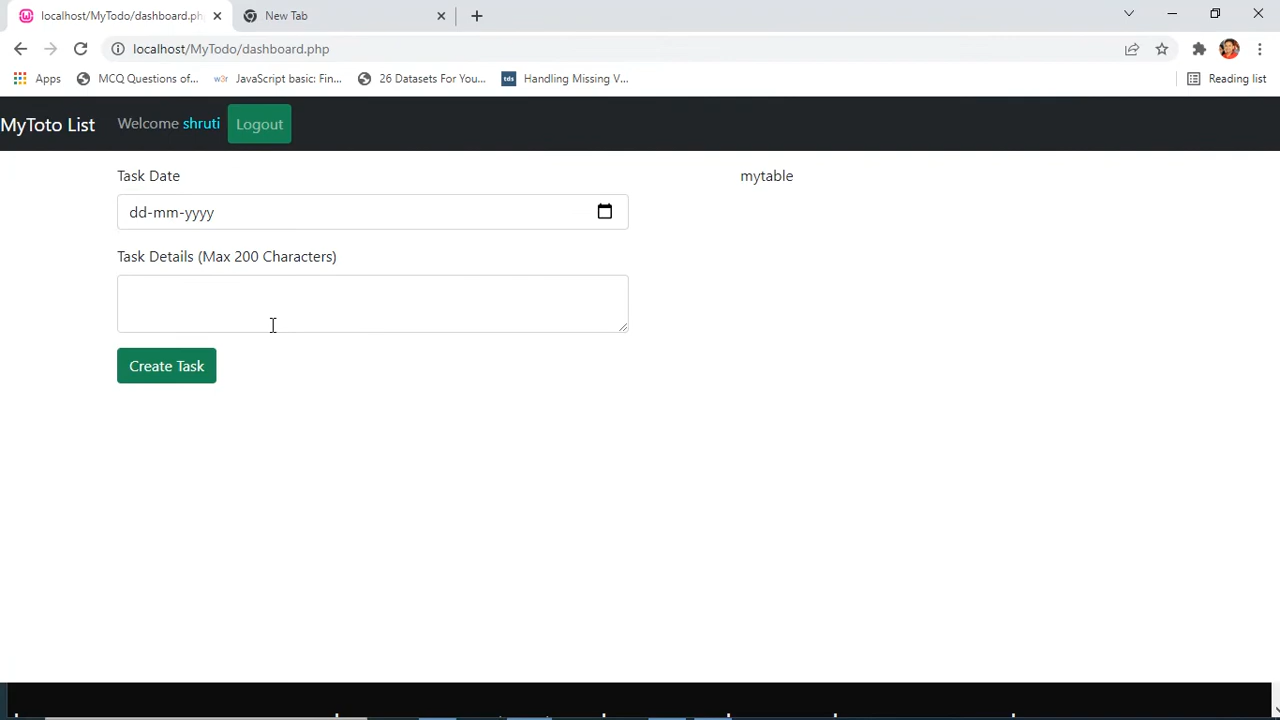 localhost/MyTodo/dashboard.ph
New Tab
localhost/MyTodo/dashboard.php
Apps
MCQ Questions of...
w3r JavaScript basic: Fin...
26 Datasets For You...
tds Handling Missing V...
Reading list
MyToto List
Welcome shruti
Logout
Task Date
mytable
dd-mm-yyyy
Task Details (Max 200 Characters)
Create Task